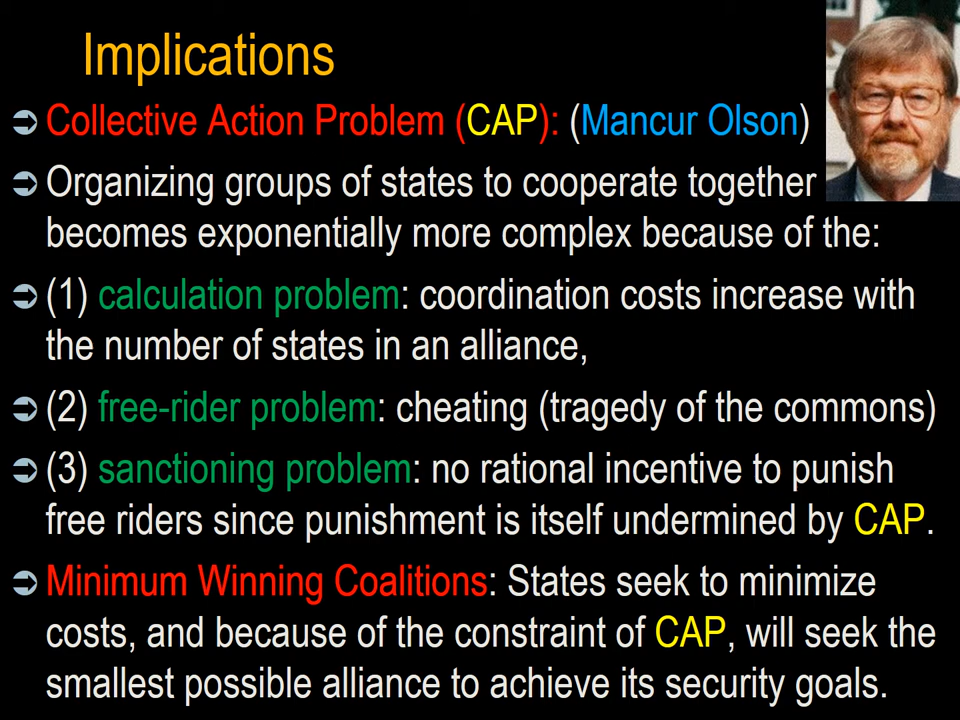 Implications
Collective Action Problem (CAP): (Mancur Olson)
Organizing groups of states to cooperate together
becomes exponentially more complex because of the:
(1) calculation problem: coordination costs increase with
the number of states in an alliance,
(2) free-rider problem: cheating (tragedy of the commons)
(3) sanctioning problem: no rational incentive to punish
free riders since punishment is itself undermined by CAP.
Minimum Winning Coalitions: States seek to minimize
costs, and because of the constraint of CAP, will seek the
smallest possible alliance to achieve its security goals.